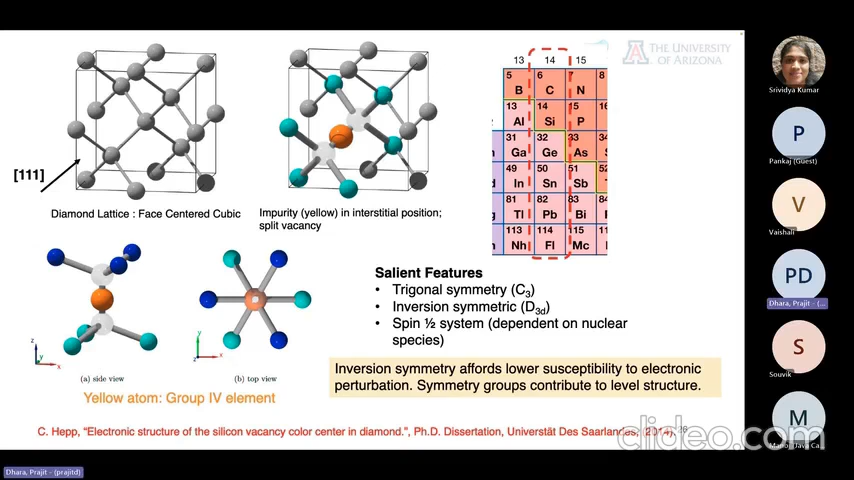 THE UNIVERSITY
OF ARIZONA
[111]
Diamond Lattice : Face Centered Cubic
Impurity (yellow) in interstitial position;
split vacancy
13 14 15
5 6 7 8
B C N
13 14 15 16
Al Si P
31 32 33 34
Ga Ge As
49 50 51 52
In Sn Sb
81 82 83 84
Tl Pb Bi
113 114 115
Nh Fl Mc
z
y
x
(a) side view
y
z
x
(b) top view
Yellow atom: Group IV element
Salient Features
• Trigonal symmetry (C3)
• Inversion symmetric (D3d)
• Spin ½ system (dependent on nuclear
species)
Inversion symmetry affords lower susceptibility to electronic
perturbation. Symmetry groups contribute to level structure.
C. Hepp, “Electronic structure of the silicon vacancy color center in diamond.”, Ph.D. Dissertation, Universtät Des Saarlandes, (2014)
clideo.com
Srividya Kumar
P
Pankaj (Guest)
V
Vaishali
PD
Dhara, Prajit - (...
S
Souvik
M
Dhara, Prajit - (prajitd)